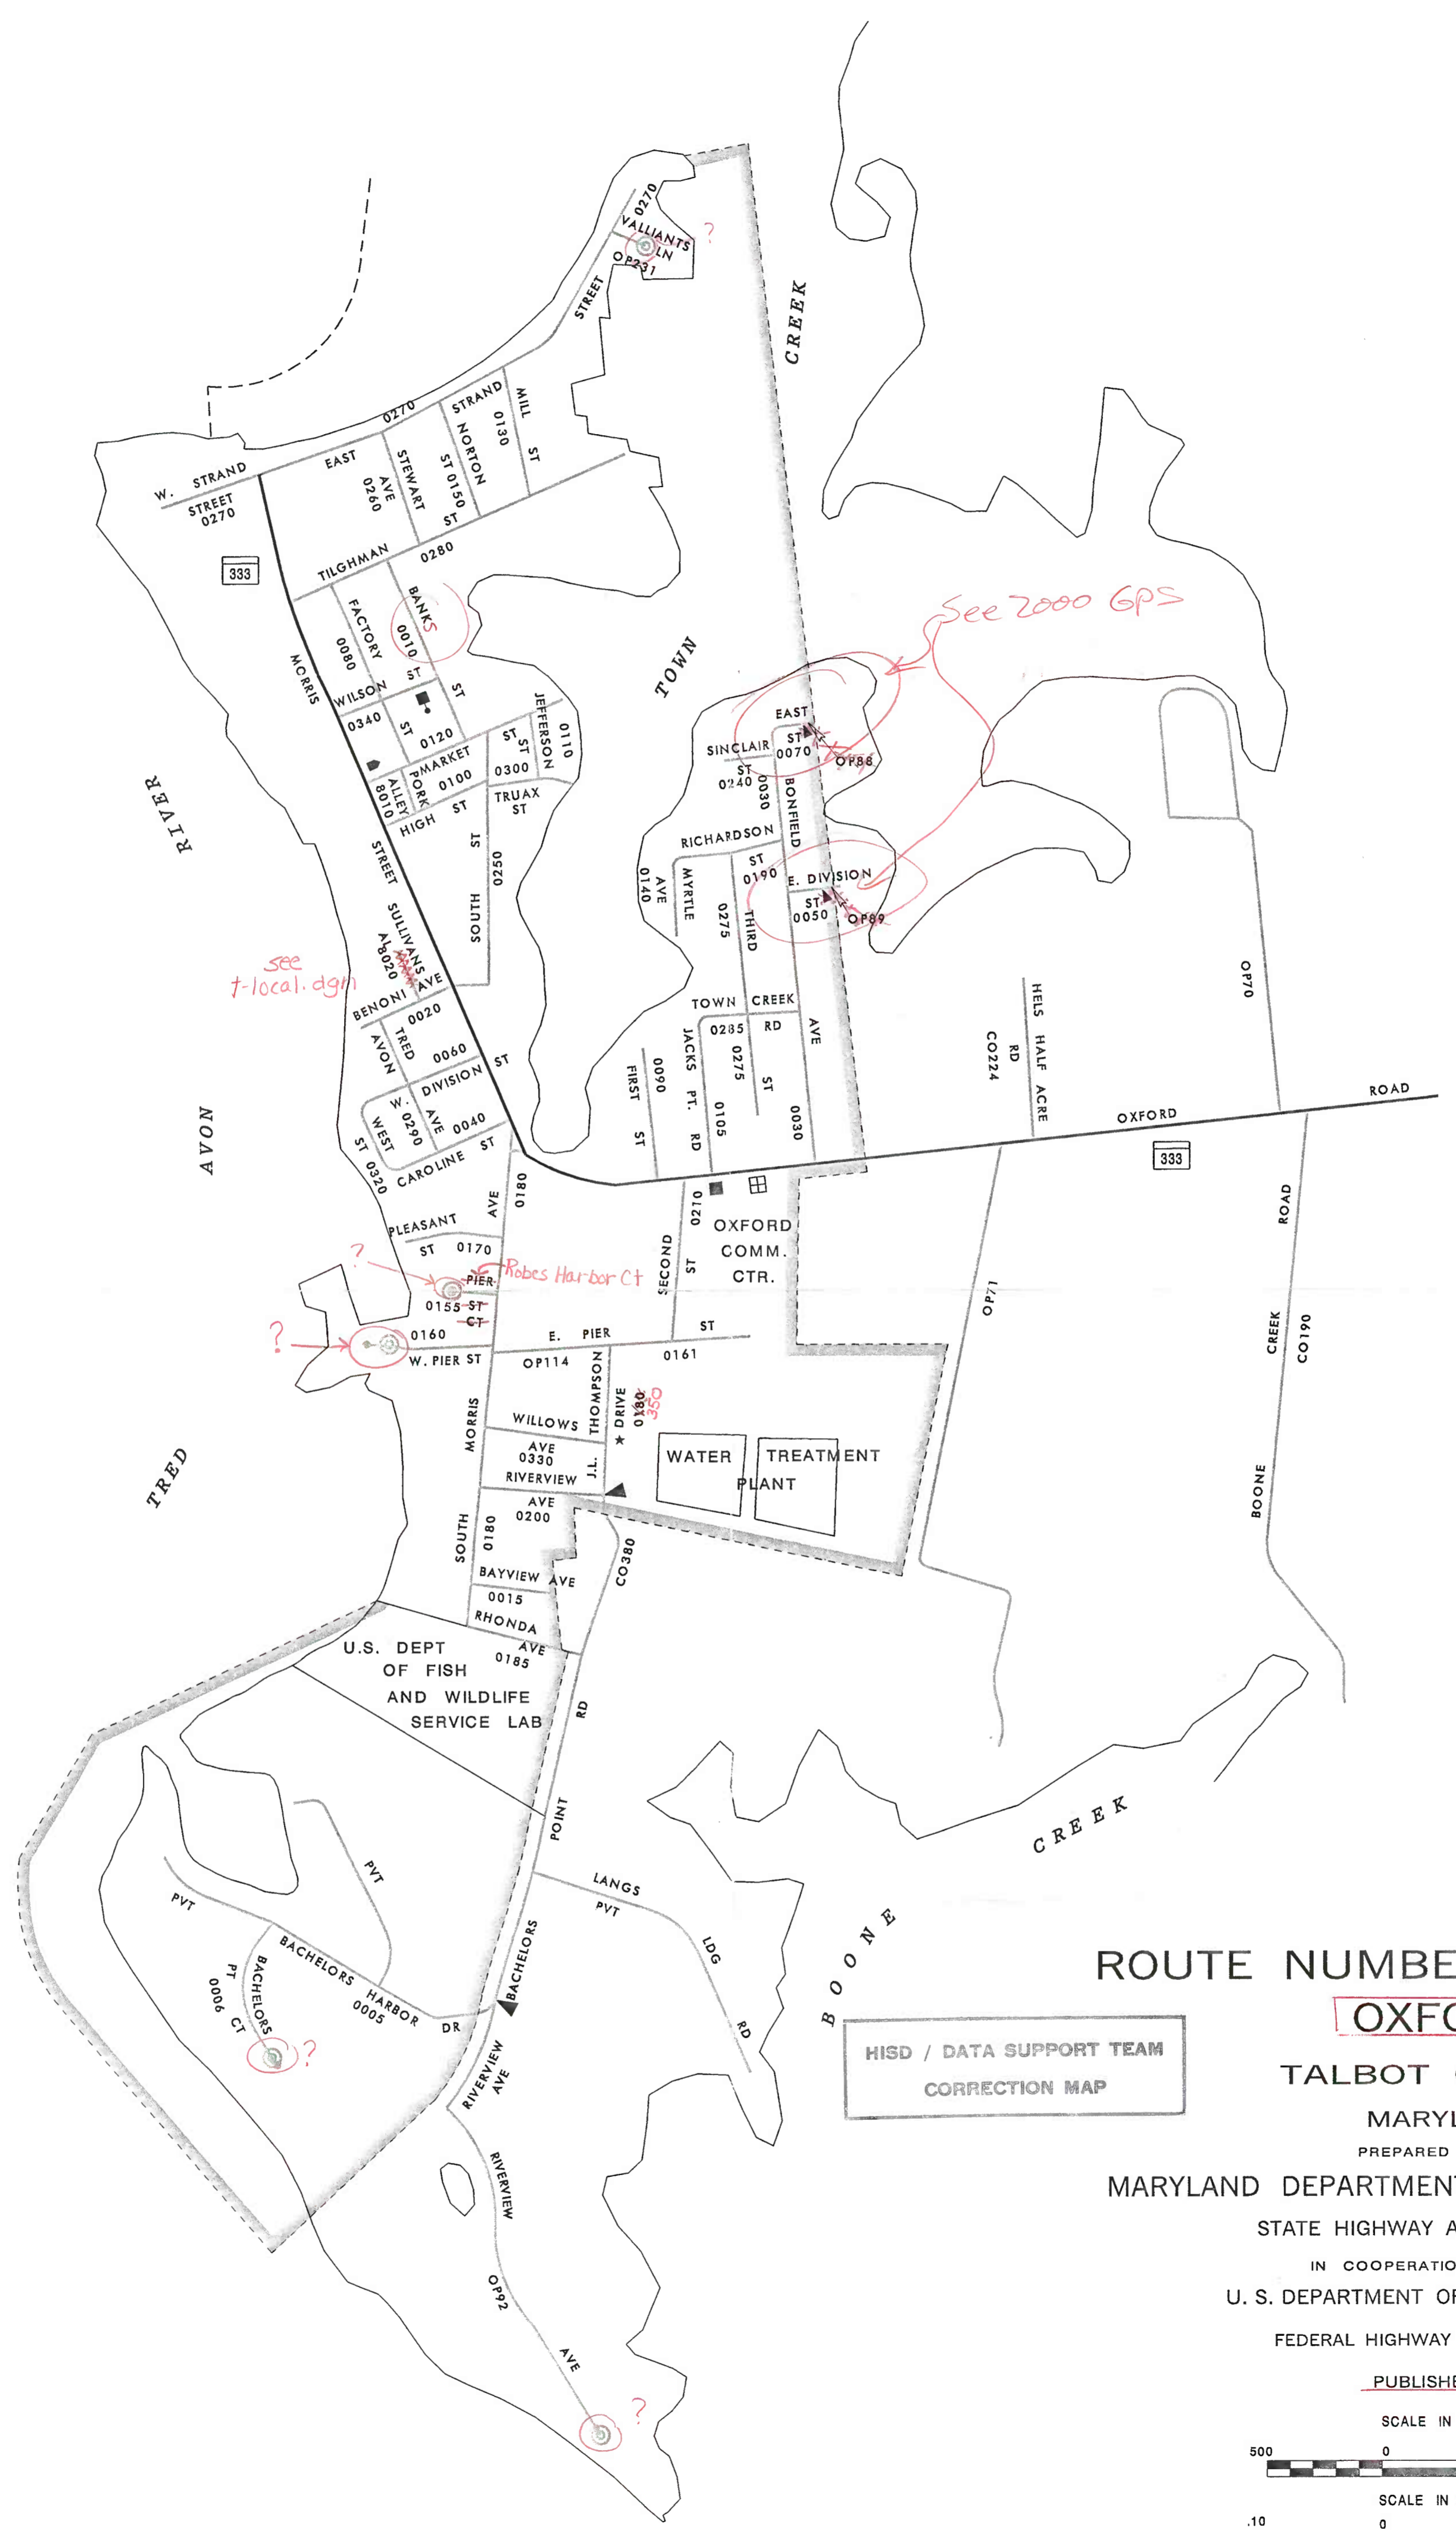 0270
VALLIANTS
LN
?
OP231
STREET
CREEK
0270
STRAND
MILL
ST
0130
NORTON
ST 0150
EAST
STEWART
AVE
0260
W. STRAND
STREET
0270
ST
0280
TILGHMAN
333
BANKS
0010
ST
FACTORY
0080
ST
MORRIS
WILSON ST
0340
0120
JEFFERSON
ST
0110
ST
0300
MARKET
0100
PORK
ALLEY
8010
HIGH ST
TRUAX
ST
TOWN
See 2000 GPS
EAST
ST
0070
OP88
SINCLAIR
ST
0240
0030
BONFIELD
RICHARDSON
ST
0190
E. DIVISION
ST
0050
OP89
MYRTLE
AVE
0140
0275
THIRD
RIVER
STREET
SOUTH ST
0250
SULLIVANS
AL
8020
see
t-local.dgn
BENONI AVE
0020
TRED
AVON
0060
W. DIVISION ST
AVE
0290
0040
WEST
ST 0320
CAROLINE ST
TOWN CREEK
RD
0285
0275
ST
AVE
0030
JACKS PT. RD
0105
0090
FIRST ST
HELS HALF ACRE
RD
CO224
OP70
OXFORD
ROAD
333
AVON
AVE
0180
PLEASANT
ST 0170
?
PIER
Robes Harbor Ct
0155 ST
CT
0160
?
W. PIER ST
E. PIER ST
OP114
0161
SECOND ST
0210
OXFORD
COMM.
CTR.
OP71
ROAD
CREEK
BOONE
CO190
THOMPSON
J.L.
★ DRIVE
0180
350
MORRIS
WILLOWS
AVE
0330
RIVERVIEW
AVE
0200
WATER TREATMENT
PLANT
TRED
SOUTH
0180
CO380
BAYVIEW AVE
0015
RHONDA
AVE
0185
U.S. DEPT
OF FISH
AND WILDLIFE
SERVICE LAB
RD
POINT
BACHELORS
CREEK
BOONE
LANGS
PVT
LDG
RD
PVT
PVT
BACHELORS
HARBOR
0005
DR
BACHELORS
PT
0006 CT
?
RIVERVIEW
AVE
RIVERVIEW
OP92
AVE
?
HISD / DATA SUPPORT TEAM
CORRECTION MAP
ROUTE NUMBE
OXFO
TALBOT
MARYL
PREPARED
MARYLAND DEPARTMENT
STATE HIGHWAY A
IN COOPERATIO
U. S. DEPARTMENT OF
FEDERAL HIGHWAY
PUBLISHE
SCALE IN
500 0
SCALE IN
.10 0